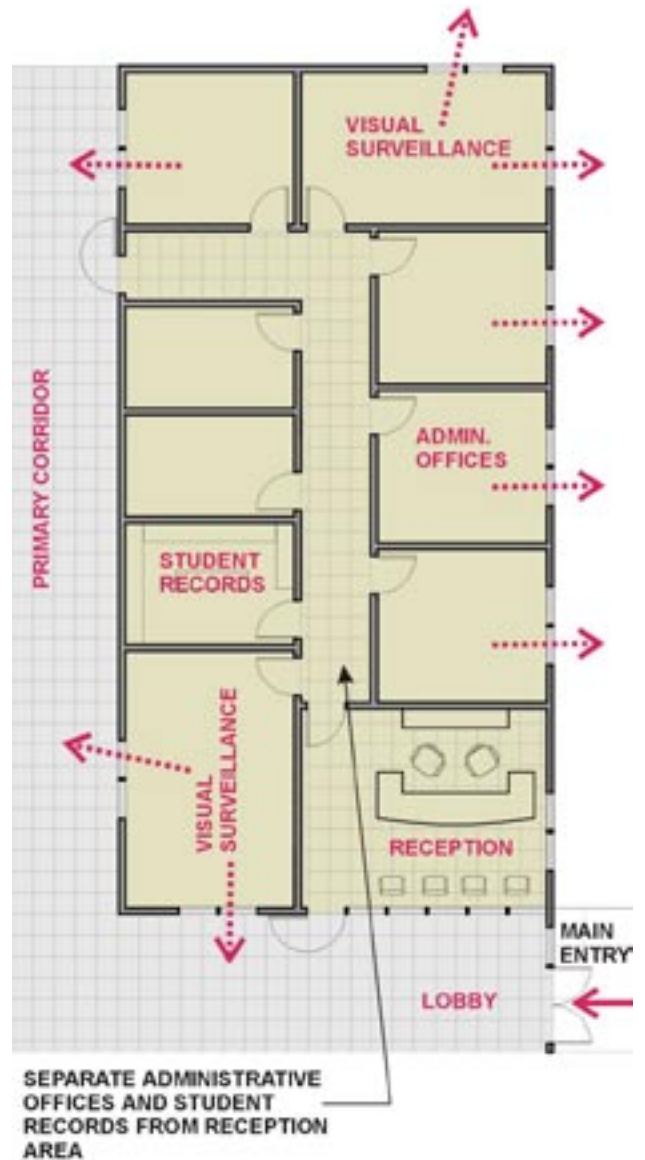 VISUAL
SURVEILLANCE
PRIMARY CORRIDOR
ADMIN.
OFFICES
STUDENT
RECORDS
VISUAL
SURVEILLANCE
RECEPTION
MAIN
ENTRY
LOBBY
SEPARATE ADMINISTRATIVE
OFFICES AND STUDENT
RECORDS FROM RECEPTION
AREA